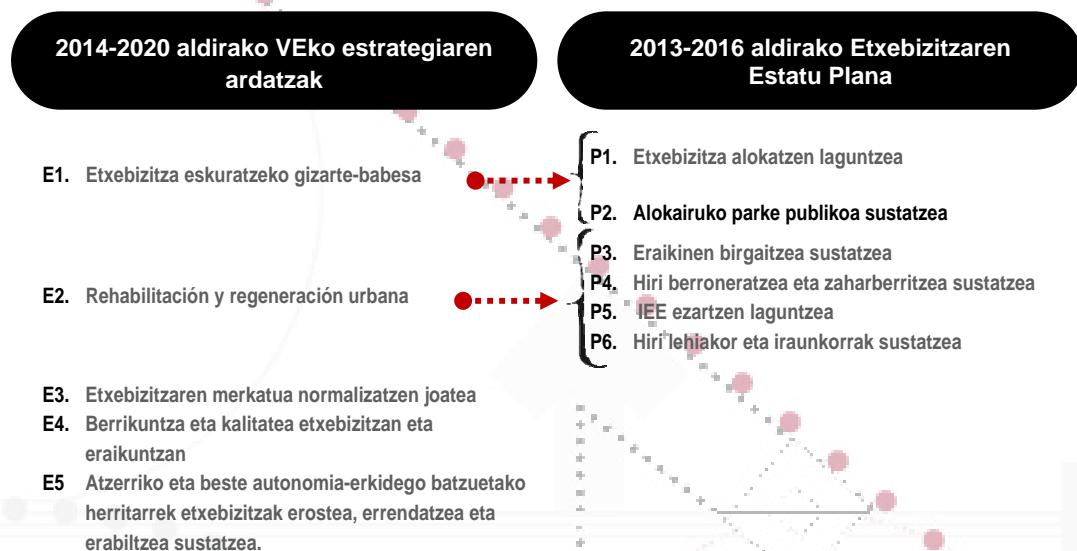 2014-2020 aldirako VEko estrategiaren
ardatzak
E1. Etxebizitza eskuratzeko gizarte-babesa
E2. Rehabilitación y regeneración urbana
E3. Etxebizitzaren merkatua normalizatzen joatea
E4. Berrikuntza eta kalitatea etxebizitzan eta
eraikuntzan
E5 Atzerriko eta beste autonomia-erkidego batzuetako
herritarrek etxebizitzak erostea, errendatzea eta
erabiltzea sustatzea.
2013-2016 aldirako Etxebizitzaren
Estatu Plana
P1. Etxebizitza alokatzen laguntzea
P2. Alokairuko parke publikoa sustatzea
P3. Eraikinen birgaitzea sustatzea
P4. Hiri berroneratzea eta zaharberritzea sustatzea
P5. IEE ezartzen laguntzea
P6. Hiri lehiakor eta iraunkorrak sustatzea